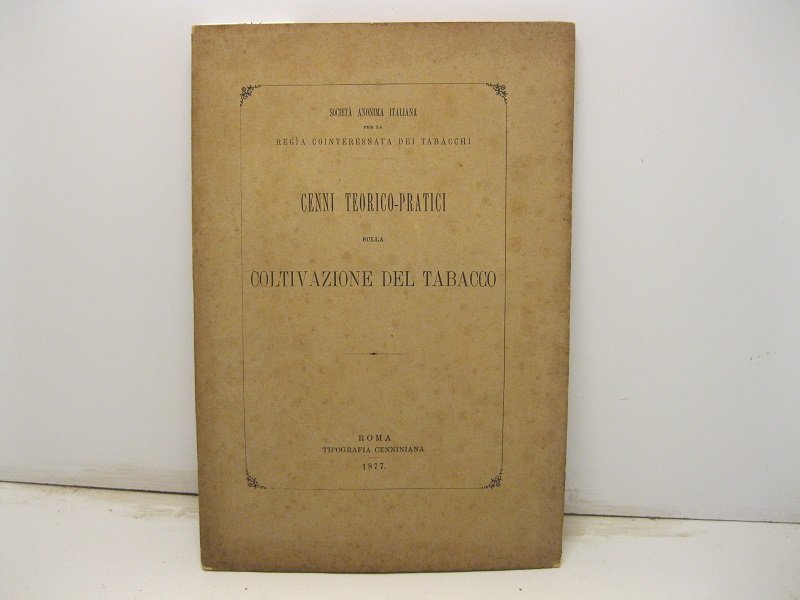 SOCIETÀ ANONIMA ITALIANA
PER LA
REGÌA COINTERESSATA DEI TABACCHI
CENNI TEORICO-PRATICI
SULLA
COLTIVAZIONE DEL TABACCO
ROMA
TIPOGRAFIA CENNINIANA
1877.